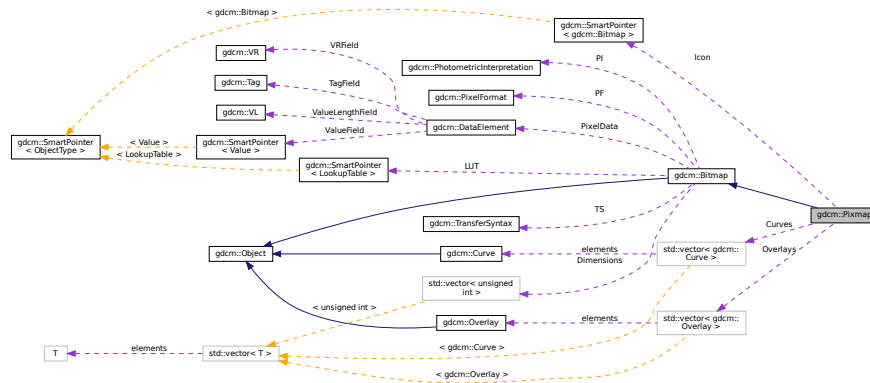 < gdcm::Bitmap >
gdcm::SmartPointer
< gdcm::Bitmap >
gdcm::VR
VRField
PI
Icon
gdcm::PhotometricInterpretation
gdcm::Tag
TagField
PF
gdcm::PixelFormat
gdcm::VL
ValueLengthField
gdcm::DataElement
PixelData
ValueField
gdcm::SmartPointer
< ObjectType >
< Value >
gdcm::SmartPointer
< Value >
< LookupTable >
gdcm::SmartPointer
< LookupTable >
LUT
gdcm::Bitmap
TS
gdcm::Pixmap
gdcm::TransferSyntax
Curves
gdcm::Object
gdcm::Curve
elements
Dimensions
std::vector< gdcm::
Curve >
Overlays
std::vector< unsigned
int >
< unsigned int >
gdcm::Overlay
elements
std::vector< gdcm::
Overlay >
T
elements
std::vector< T >
< gdcm::Curve >
< gdcm::Overlay >